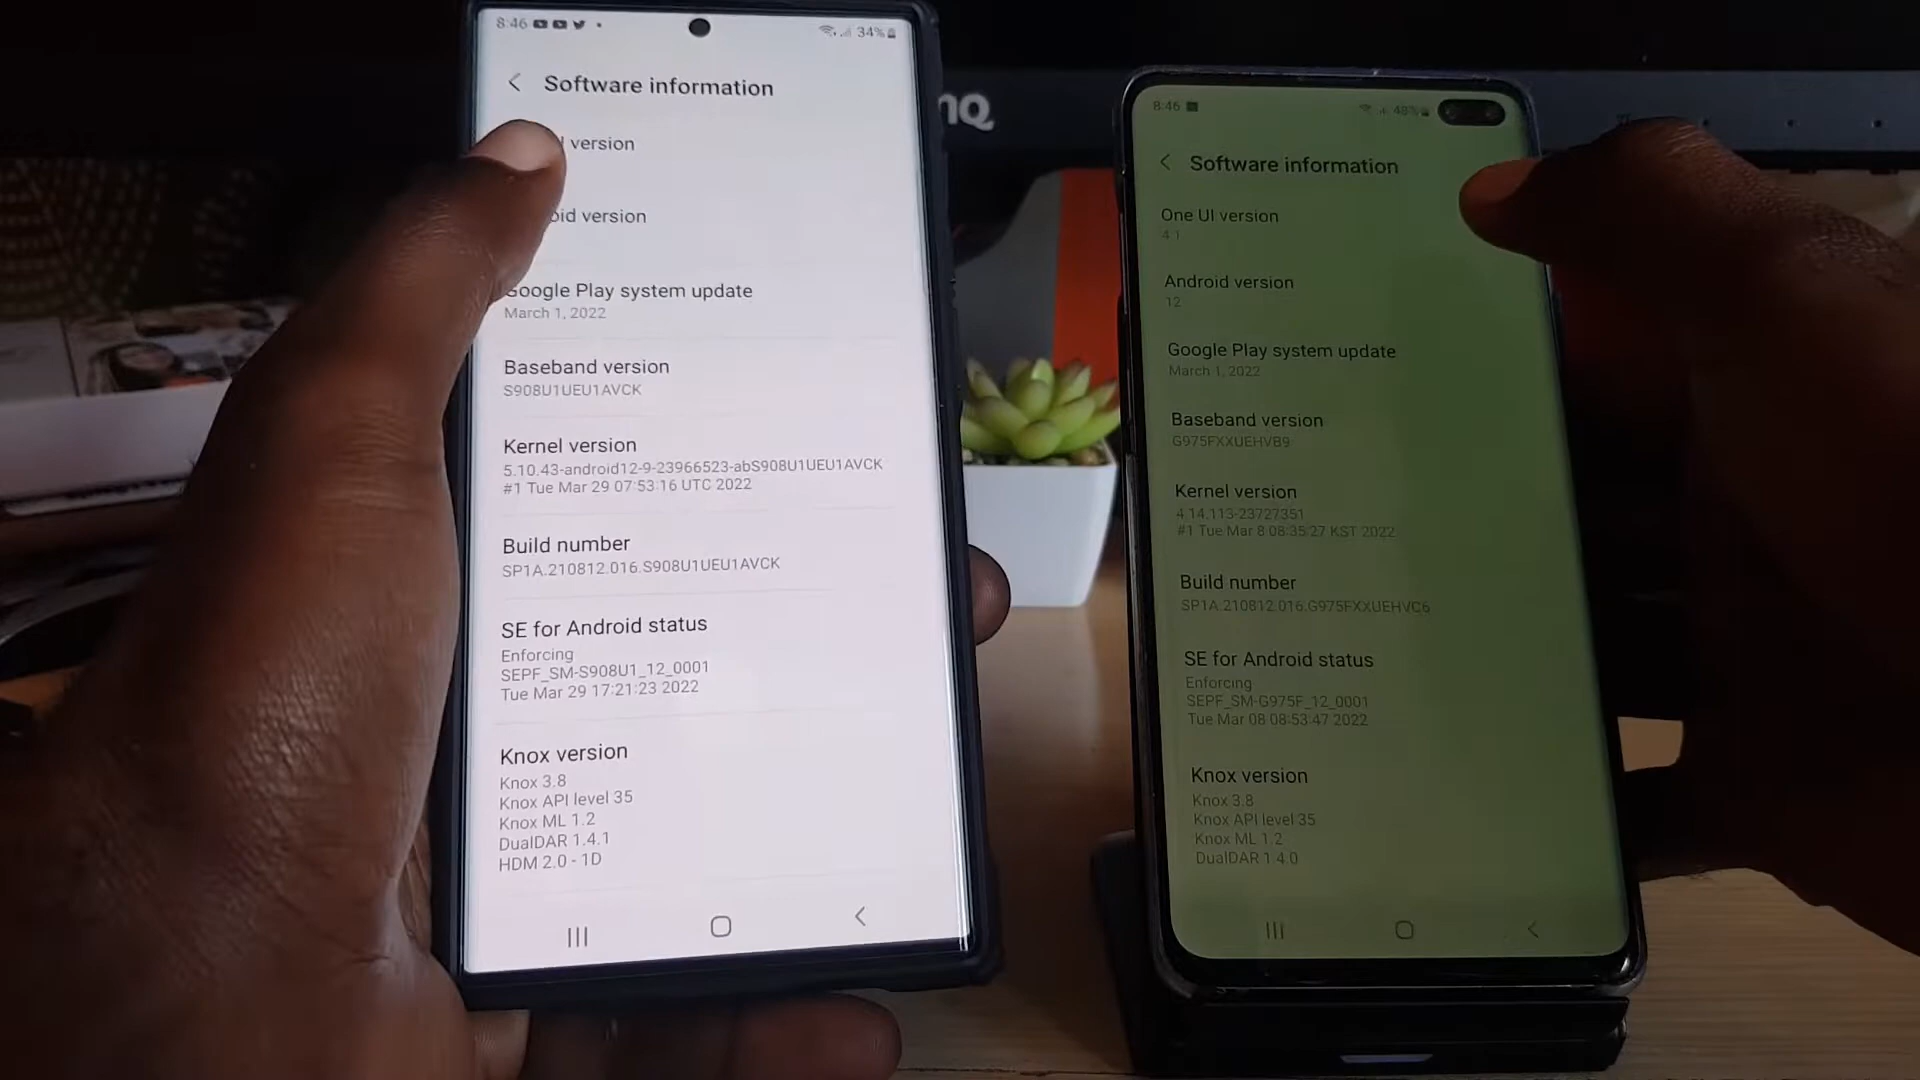 8:46
34%
Software information
version
oid version
Google Play system update
March 1, 2022
Baseband version
S908U1UEU1AVCK
Kernel version
5.10.43-android12-9-23966523-abS908U1UEU1AVCK
#1 Tue Mar 29 07:53:16 UTC 2022
Build number
SP1A.210812.016.S908U1UEU1AVCK
SE for Android status
Enforcing
SEPF_SM-S908U1_12_0001
Tue Mar 29 17:21:23 2022
Knox version
Knox 3.8
Knox API level 35
Knox ML 1.2
DualDAR 1.4.1
HDM 2.0 - 1D
nQ
8:46
48%
Software information
One UI version
4.1
Android version
12
Google Play system update
March 1, 2022
Baseband version
G975FXXUEHVB9
Kernel version
4.14.113-23727351
#1 Tue Mar 8 08:35:27 KST 2022
Build number
SP1A.210812.016.G975FXXUEHVC6
SE for Android status
Enforcing
SEPF_SM-G975F_12_0001
Tue Mar 08 08:53:47 2022
Knox version
Knox 3.8
Knox API level 35
Knox ML 1.2
DualDAR 1.4.0